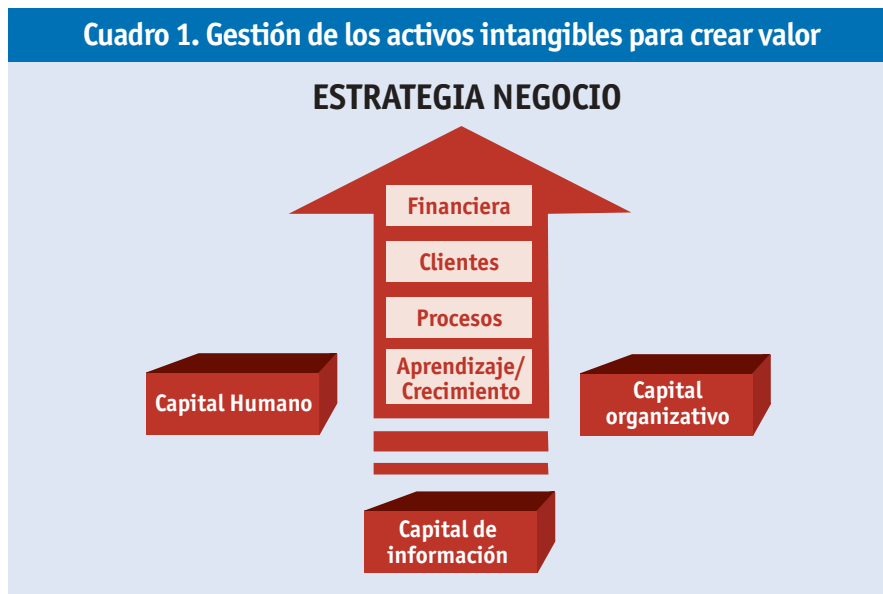 Cuadro 1. Gestión de los activos intangibles para crear valor
ESTRATEGIA NEGOCIO
Financiera
Clientes
Procesos
Aprendizaje/
Crecimiento
Capital Humano
Capital
organizativo
Capital de
información